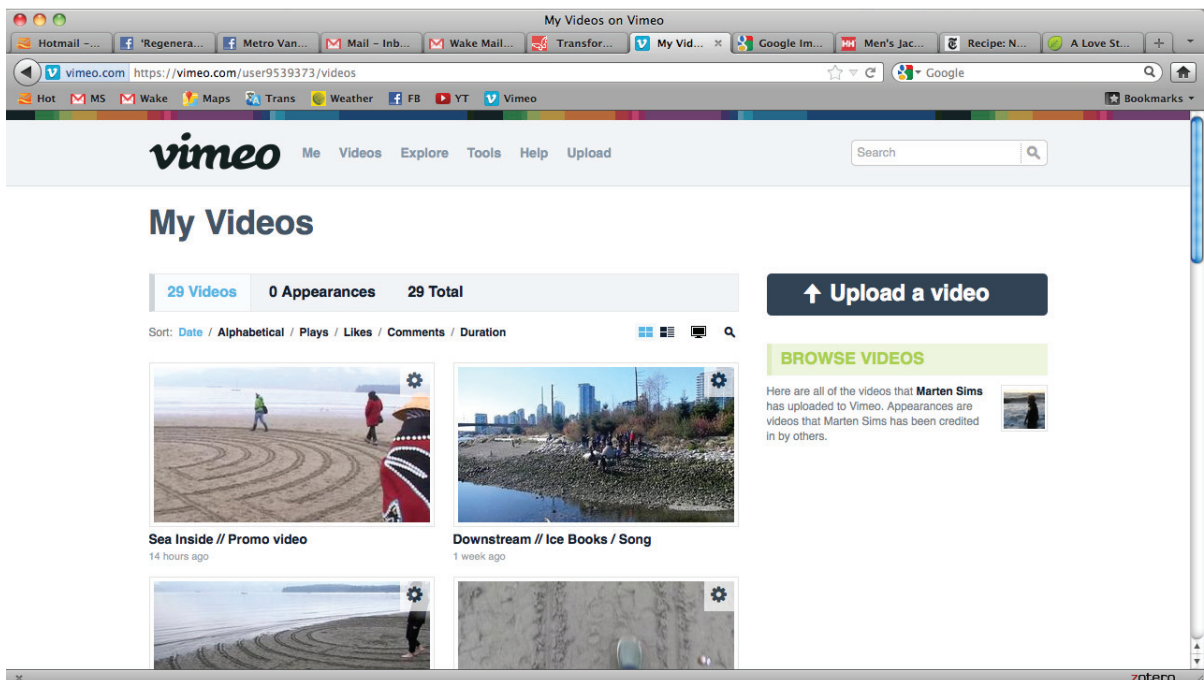 My Videos on Vimeo
Hotmail –... 'Regenera... Metro Van... Mail – Inb... Wake Mail... Transfor... My Vid... × Google Im... Men's Jac... Recipe: N... A Love St... +
vimeo.com https://vimeo.com/user9539373/videos Google
Hot MS Wake Maps Trans Weather FB YT Vimeo Bookmarks
vimeo Me Videos Explore Tools Help Upload Search
My Videos
29 Videos 0 Appearances 29 Total
Upload a video
Sort: Date / Alphabetical / Plays / Likes / Comments / Duration
BROWSE VIDEOS
Here are all of the videos that Marten Sims
has uploaded to Vimeo. Appearances are
videos that Marten Sims has been credited
in by others.
Sea Inside // Promo video
14 hours ago
Downstream // Ice Books / Song
1 week ago
× zotero